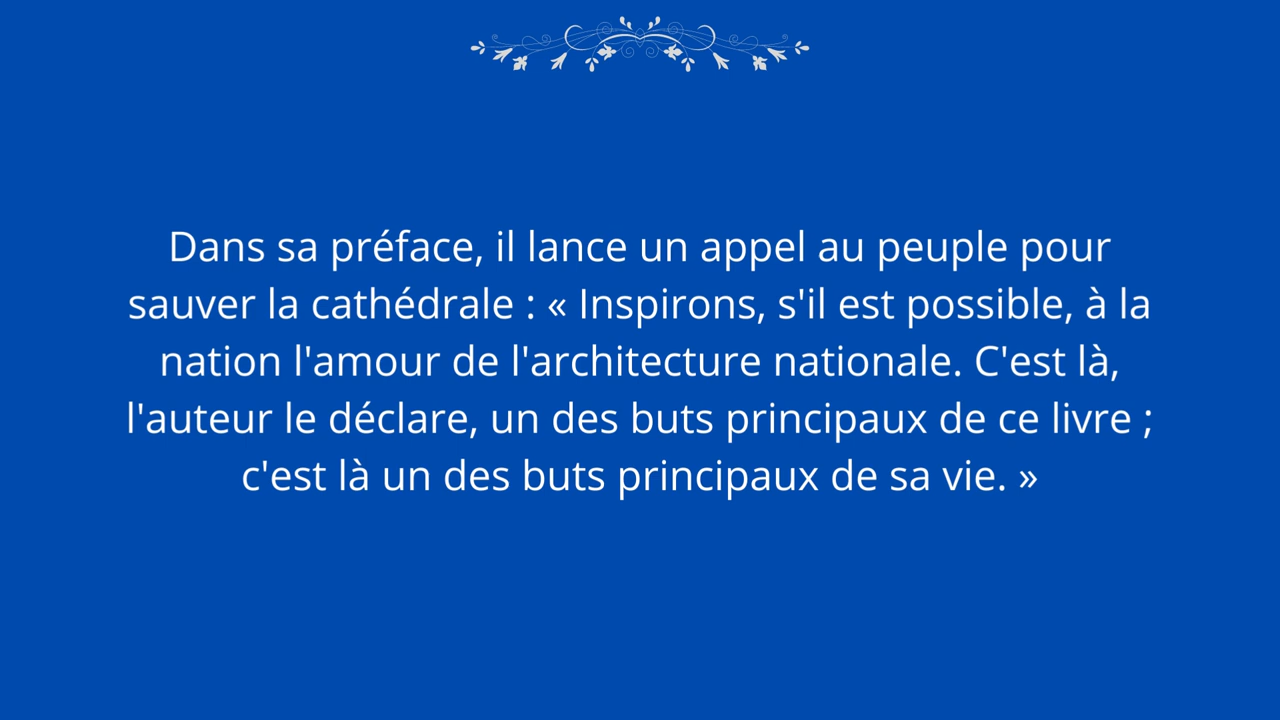 Dans sa préface, il lance un appel au peuple pour
sauver la cathédrale : « Inspirons, s'il est possible, à la
nation l'amour de l'architecture nationale. C'est là,
l'auteur le déclare, un des buts principaux de ce livre ;
c'est là un des buts principaux de sa vie. »